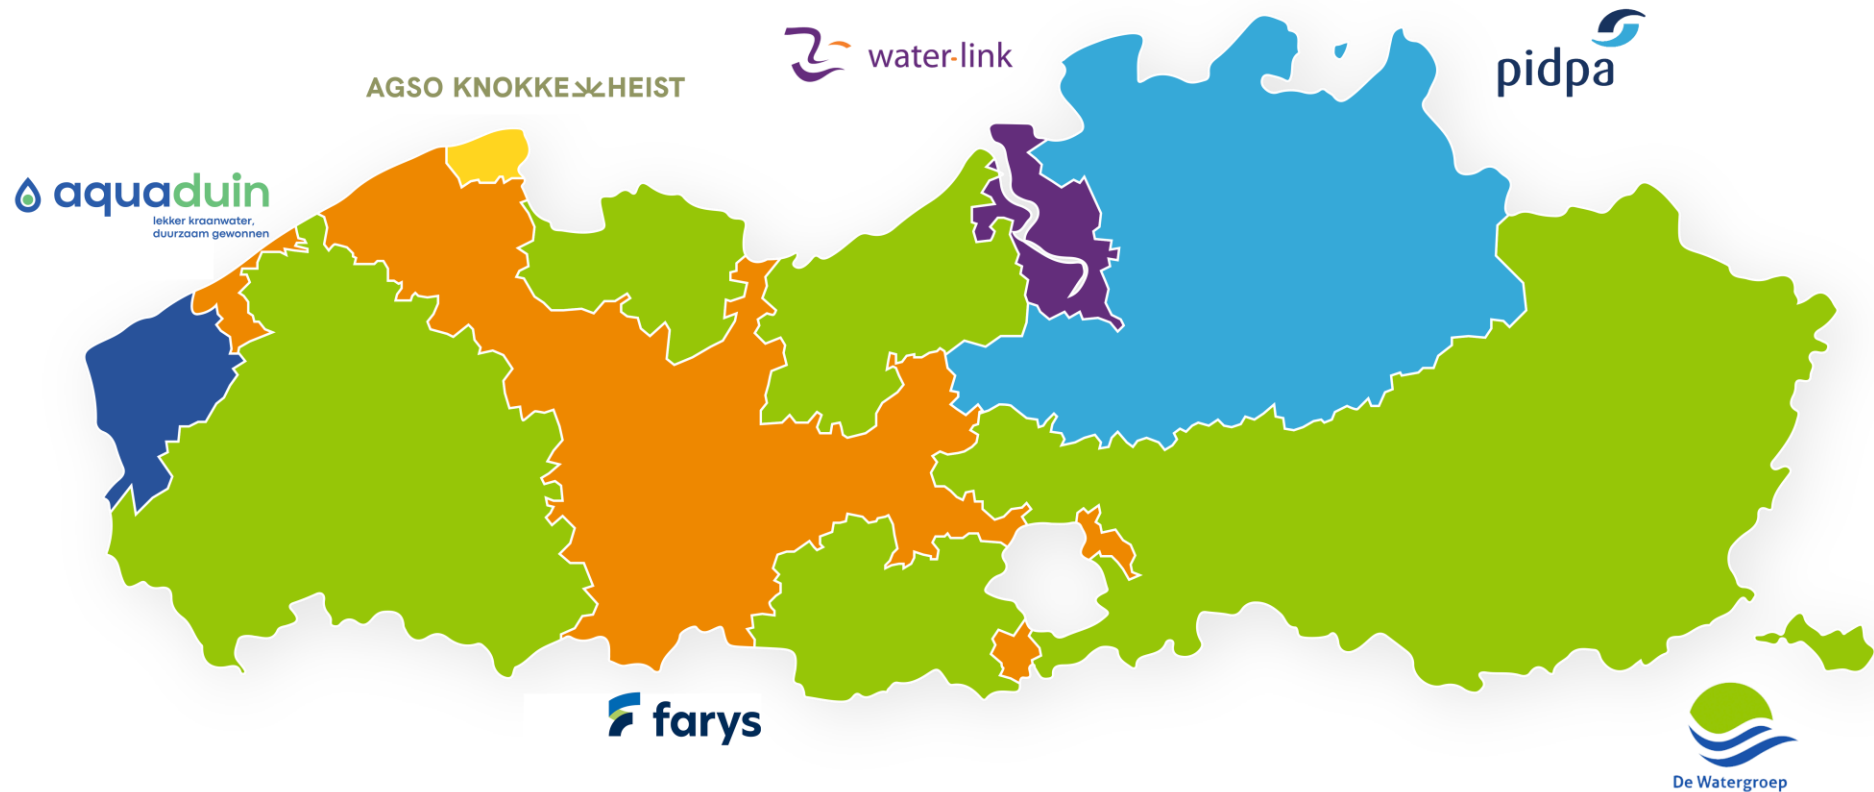 water-link
pidpa
AGSO KNOKKE HEIST
aquaduin
lekker kraanwater,
duurzaam gewonnen
farys
De Watergroep